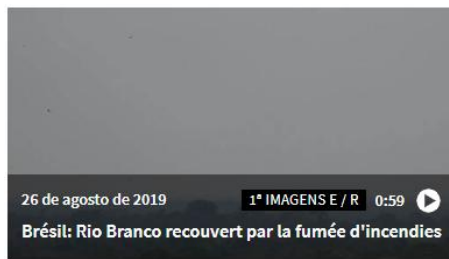 26 de agosto de 2019 1ª IMAGENS E / R 0:59
Brésil: Rio Branco recouvert par la fumée d'incendies